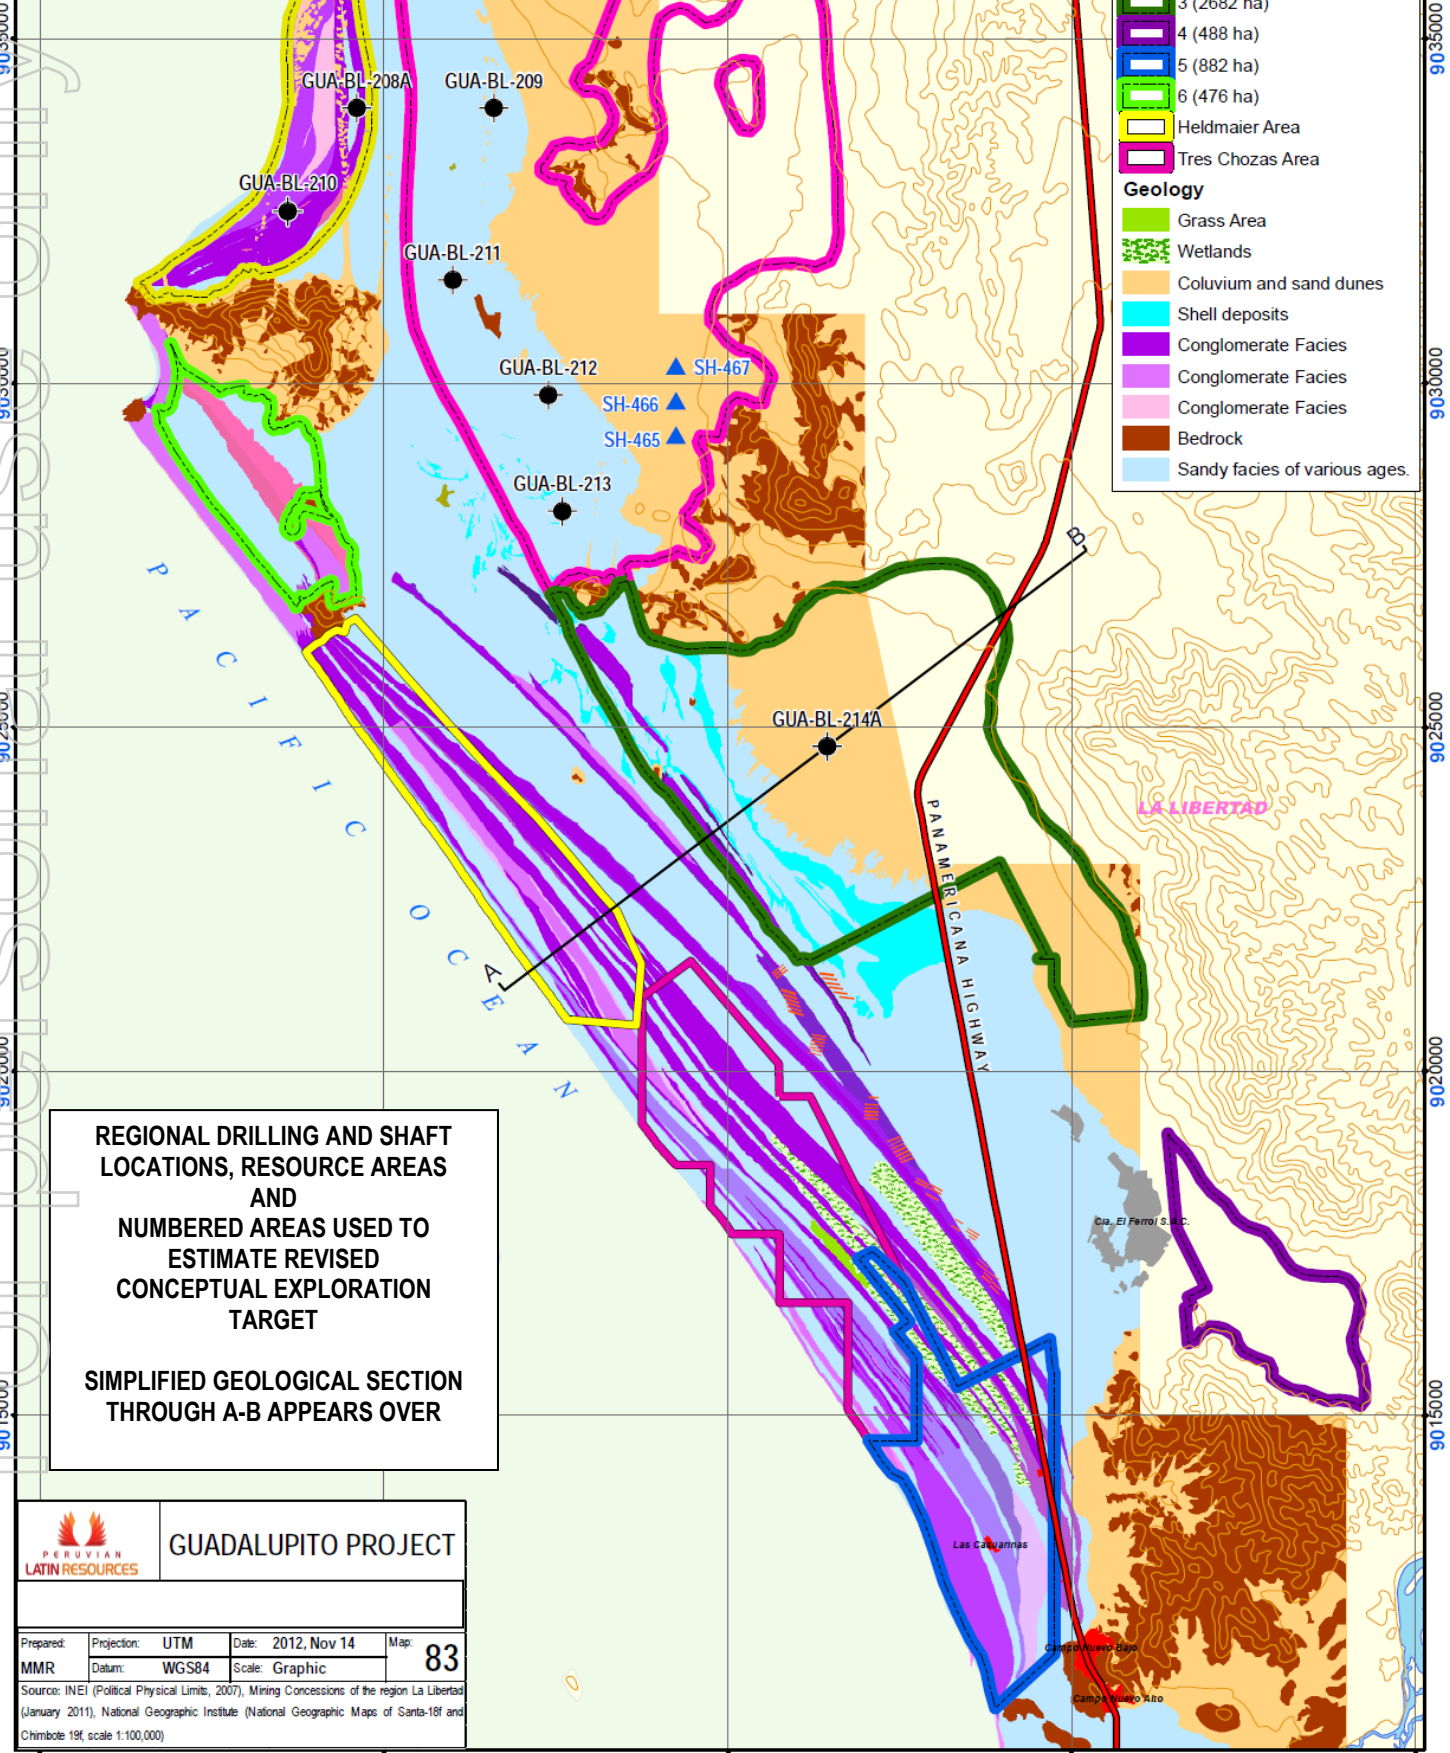 3 (2682 ha)
4 (488 ha)
5 (882 ha)
6 (476 ha)
Heldmaier Area
Tres Chozas Area
Geology
Grass Area
Wetlands
Coluvium and sand dunes
Shell deposits
Conglomerate Facies
Conglomerate Facies
Conglomerate Facies
Bedrock
Sandy facies of various ages.
9035000
9035000
GUA-BL-208A
GUA-BL-209
GUA-BL-210
GUA-BL-211
GUA-BL-212
SH-467
SH-466
SH-465
9030000
9030000
GUA-BL-213
B
PACIFIC OCEAN
GUA-BL-214A
9025000
9025000
LA LIBERTAD
PANAMERICANA HIGHWAY
A
9020000
9020000
REGIONAL DRILLING AND SHAFT
LOCATIONS, RESOURCE AREAS
AND
NUMBERED AREAS USED TO
ESTIMATE REVISED
CONCEPTUAL EXPLORATION
TARGET
SIMPLIFIED GEOLOGICAL SECTION
THROUGH A-B APPEARS OVER
Cia. El Ferrol S.A.C.
9015000
9015000
Las Casuarinas
Campo Nuevo Bajo
Campo Nuevo Alto
PERUVIAN
LATIN RESOURCES
GUADALUPITO PROJECT
Prepared:
MMR
Projection: UTM
Datum: WGS84
Date: 2012, Nov 14
Scale: Graphic
Map: 83
Source: INEI (Political Physical Limits, 2007), Mining Concessions of the region La Libertad
(January 2011), National Geographic Institute (National Geographic Maps of Santa-18f and
Chimbote 19f, scale 1:100,000)